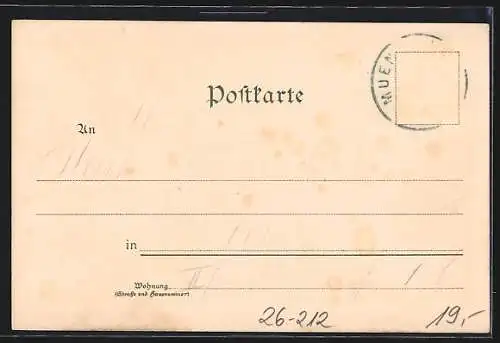 MUEN
Postkarte
An
in
Wohnung
(Straße und Hausnummer)
26-212 19,-